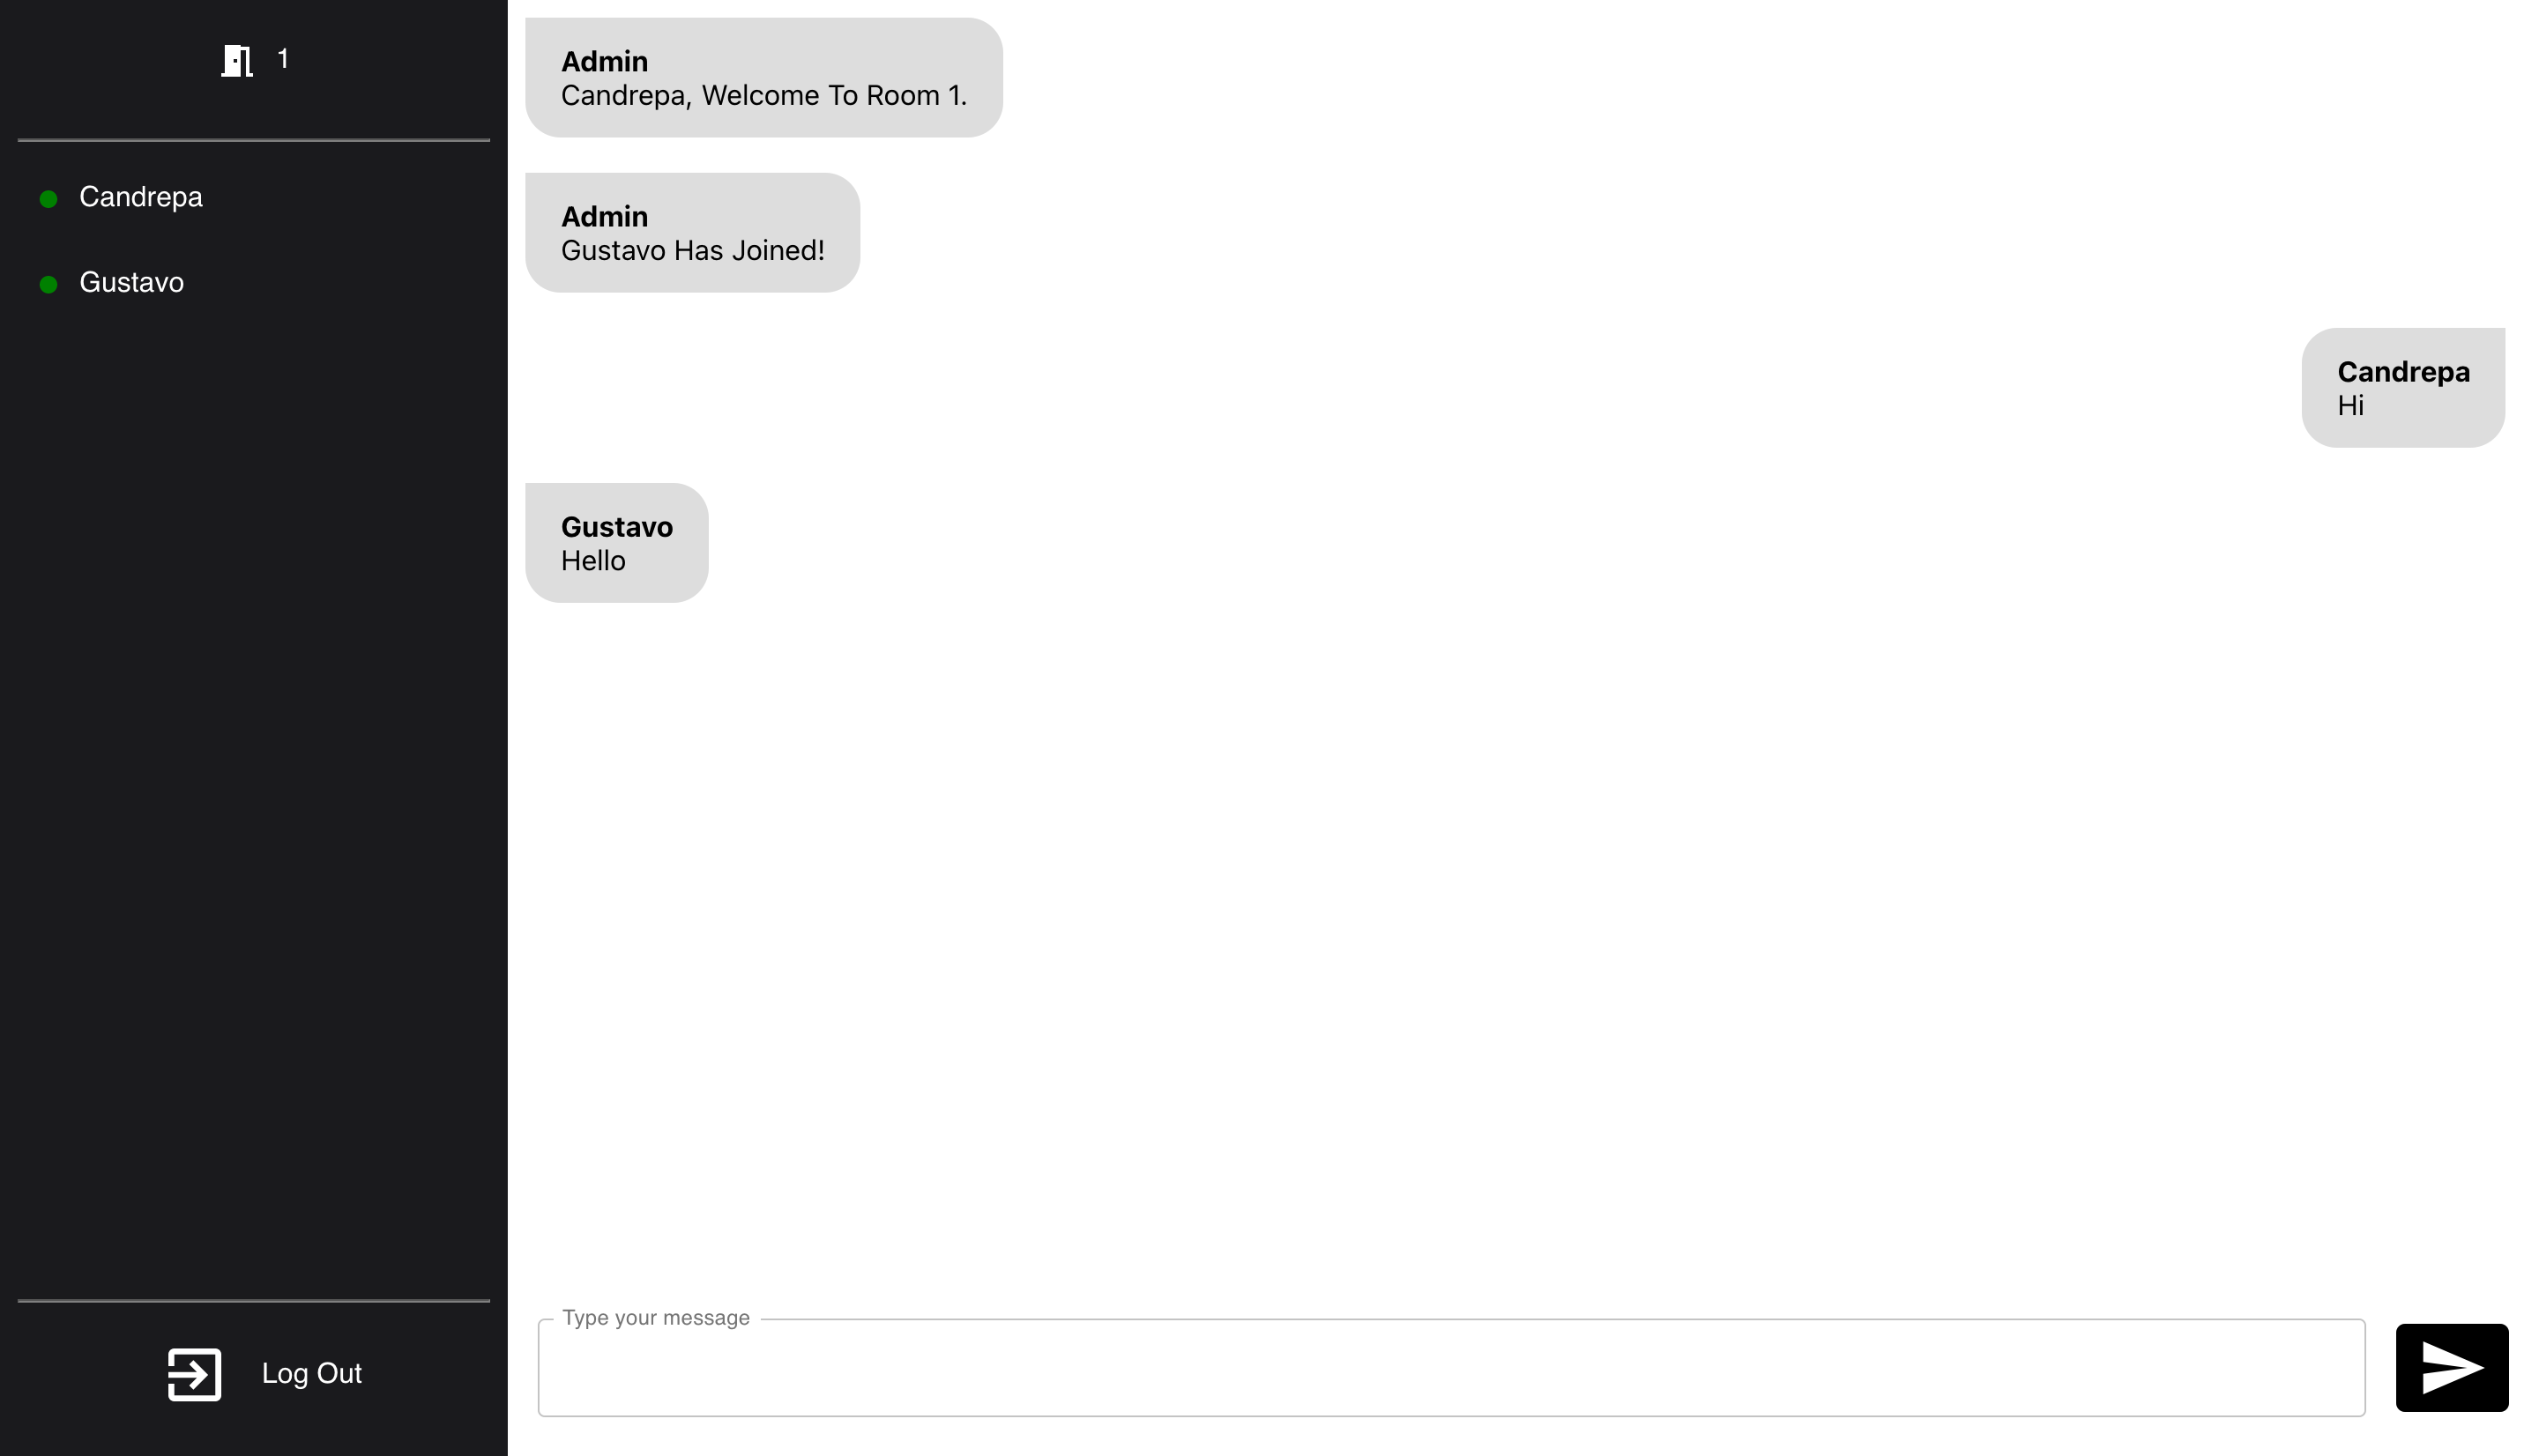 1
Candrepa
Gustavo
Log Out
Admin
Candrepa, Welcome To Room 1.
Admin
Gustavo Has Joined!
Candrepa
Hi
Gustavo
Hello
Type your message